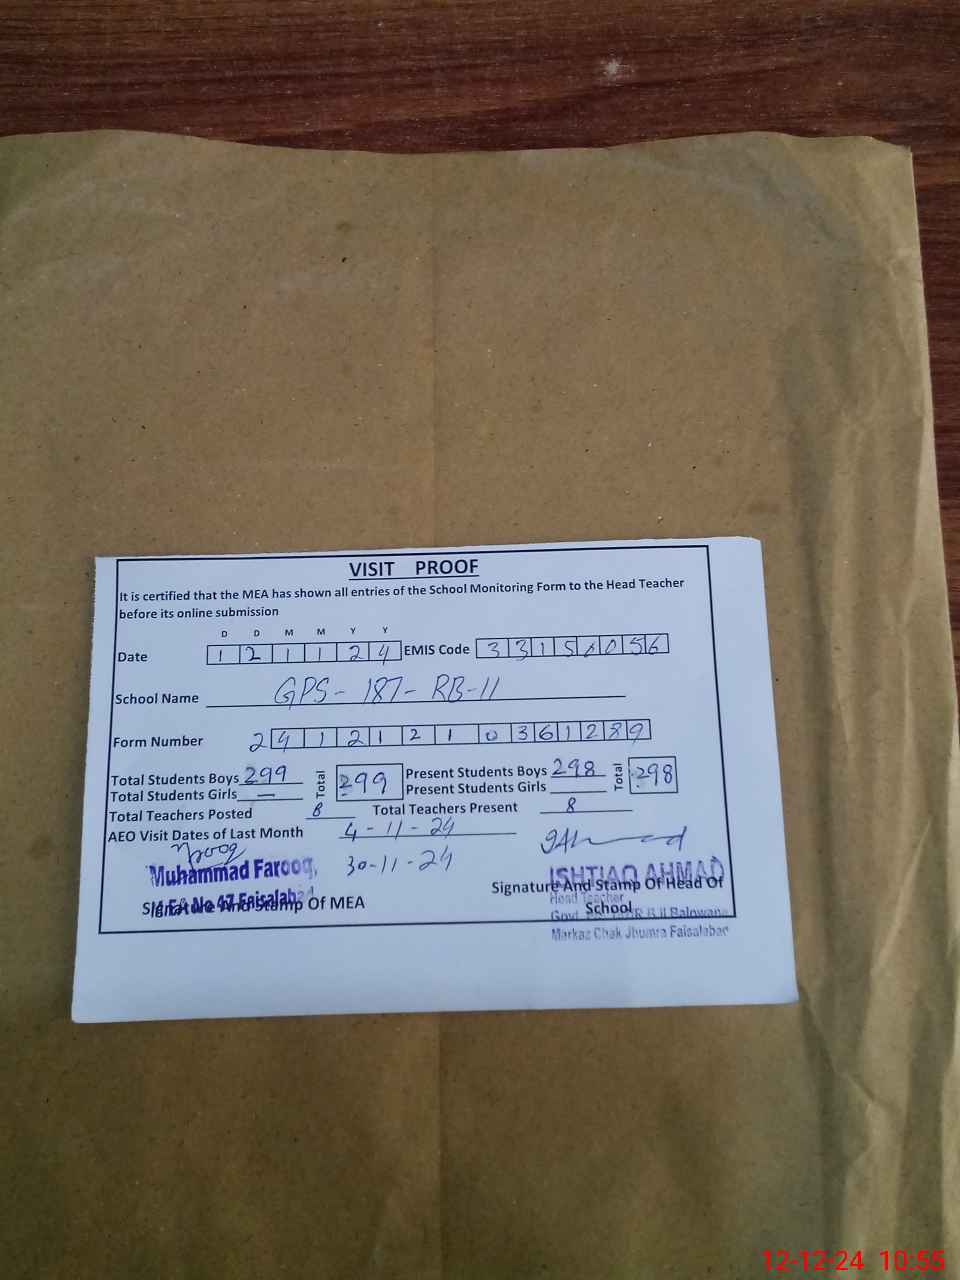 VISIT PROOF
It is certified that the MEA has shown all entries of the School Monitoring Form to the Head Teacher
before its online submission
D D M M Y Y
Date 1 2 1 1 2 4 EMIS Code 3 3 1 5 0 0 5 6
School Name GPS - 187 - RB - 11
Form Number 2 4 1 2 1 2 1 0 3 6 1 2 8 9
Total Students Boys 299 Total 299 Present Students Boys 298 Total 298
Total Students Girls — Present Students Girls
Total Teachers Posted 8 Total Teachers Present 8
AEO Visit Dates of Last Month 4 - 11 - 24
30-11-24
Muhammad Farooq,
M.E.A No 47 Faisalabad
Signature And Stamp Of MEA
ISHTIAQ AHMAD
Signature And Stamp Of Head Of
Head Teacher
School
Govt.
Markaz Chak Jhumra Faisalabad
12-12-24 10:55